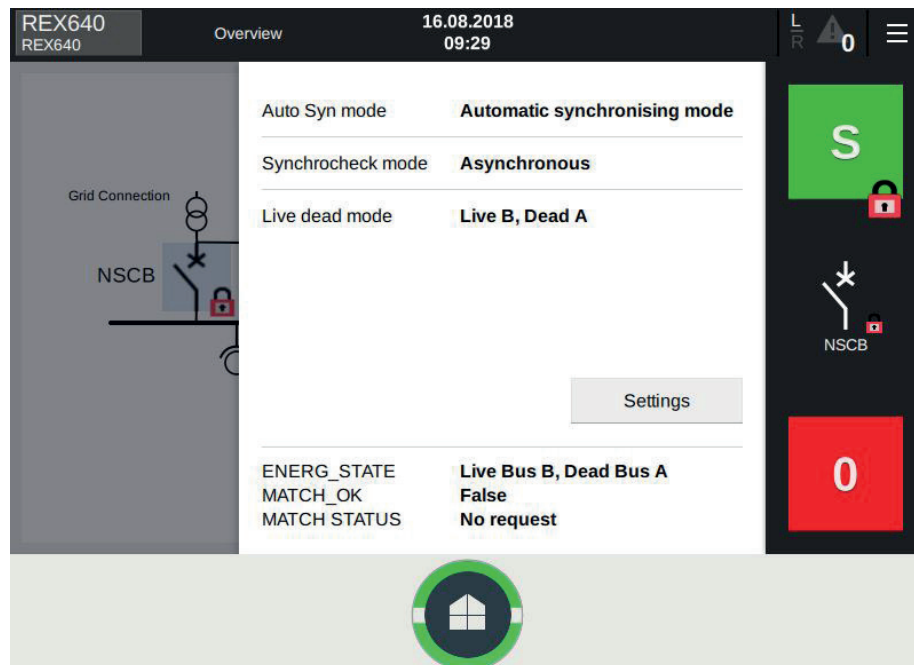 REX640
REX640
Overview
16.08.2018
09:29
L
R
0
Auto Syn mode Automatic synchronising mode
Synchrocheck mode Asynchronous
Live dead mode Live B, Dead A
Grid Connection
NSCB
Settings
ENERG_STATE Live Bus B, Dead Bus A
MATCH_OK False
MATCH STATUS No request
S
NSCB
0